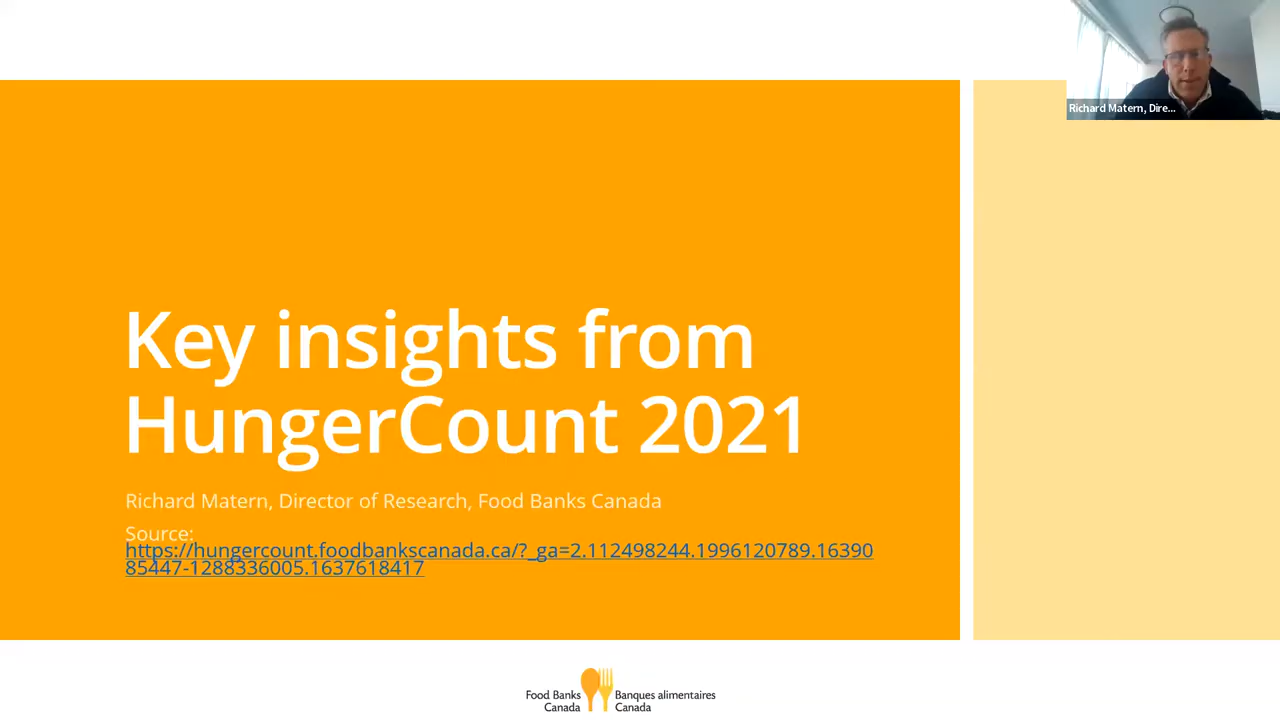 Richard Matern, Dire...
Key insights from
HungerCount 2021
Richard Matern, Director of Research, Food Banks Canada
Source:
https://hungercount.foodbankscanada.ca/?_ga=2.112498244.1996120789.16390
85447-1288336005.1637618417
Food Banks Banques alimentaires
Canada Canada